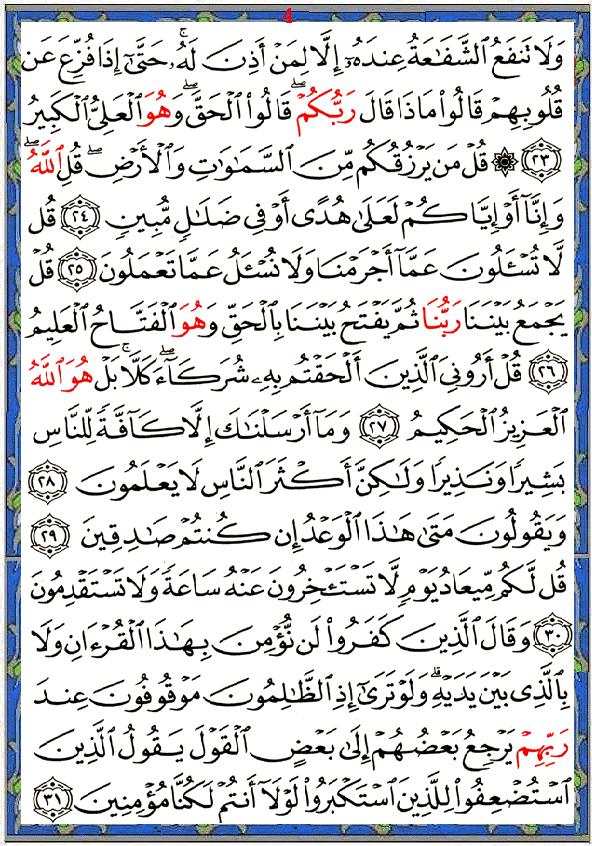 4
وَلَا تَنفَعُ ٱلشَّفَٰعَةُ عِندَهُۥٓ إِلَّا لِمَنْ أَذِنَ لَهُۥ ۚ حَتَّىٰٓ إِذَا فُزِّعَ عَن
قُلُوبِهِمْ قَالُوا۟ مَاذَا قَالَ رَبُّكُمْ ۖ قَالُوا۟ ٱلْحَقَّ ۖ وَهُوَ ٱلْعَلِىُّ ٱلْكَبِيرُ
﴿٢٣﴾ ۞ قُلْ مَن يَرْزُقُكُم مِّنَ ٱلسَّمَٰوَٰتِ وَٱلْأَرْضِ ۖ قُلِ ٱللَّهُ ۖ
وَإِنَّآ أَوْ إِيَّاكُمْ لَعَلَىٰ هُدًى أَوْ فِى ضَلَٰلٍ مُّبِينٍ ﴿٢٤﴾ قُل
لَّا تُسْـَٔلُونَ عَمَّآ أَجْرَمْنَا وَلَا نُسْـَٔلُ عَمَّا تَعْمَلُونَ ﴿٢٥﴾ قُلْ
يَجْمَعُ بَيْنَنَا رَبُّنَا ثُمَّ يَفْتَحُ بَيْنَنَا بِٱلْحَقِّ وَهُوَ ٱلْفَتَّاحُ ٱلْعَلِيمُ
﴿٢٦﴾ قُلْ أَرُونِىَ ٱلَّذِينَ أَلْحَقْتُم بِهِۦ شُرَكَآءَ ۖ كَلَّا ۚ بَلْ هُوَ ٱللَّهُ
ٱلْعَزِيزُ ٱلْحَكِيمُ ﴿٢٧﴾ وَمَآ أَرْسَلْنَٰكَ إِلَّا كَآفَّةً لِّلنَّاسِ
بَشِيرًا وَنَذِيرًا وَلَٰكِنَّ أَكْثَرَ ٱلنَّاسِ لَا يَعْلَمُونَ ﴿٢٨﴾
وَيَقُولُونَ مَتَىٰ هَٰذَا ٱلْوَعْدُ إِن كُنتُمْ صَٰدِقِينَ ﴿٢٩﴾
قُل لَّكُم مِّيعَادُ يَوْمٍ لَّا تَسْتَـْٔخِرُونَ عَنْهُ سَاعَةً وَلَا تَسْتَقْدِمُونَ
﴿٣٠﴾ وَقَالَ ٱلَّذِينَ كَفَرُوا۟ لَن نُّؤْمِنَ بِهَٰذَا ٱلْقُرْءَانِ وَلَا
بِٱلَّذِى بَيْنَ يَدَيْهِ ۗ وَلَوْ تَرَىٰٓ إِذِ ٱلظَّٰلِمُونَ مَوْقُوفُونَ عِندَ
رَبِّهِمْ يَرْجِعُ بَعْضُهُمْ إِلَىٰ بَعْضٍ ٱلْقَوْلَ يَقُولُ ٱلَّذِينَ
ٱسْتُضْعِفُوا۟ لِلَّذِينَ ٱسْتَكْبَرُوا۟ لَوْلَآ أَنتُمْ لَكُنَّا مُؤْمِنِينَ ﴿٣١﴾